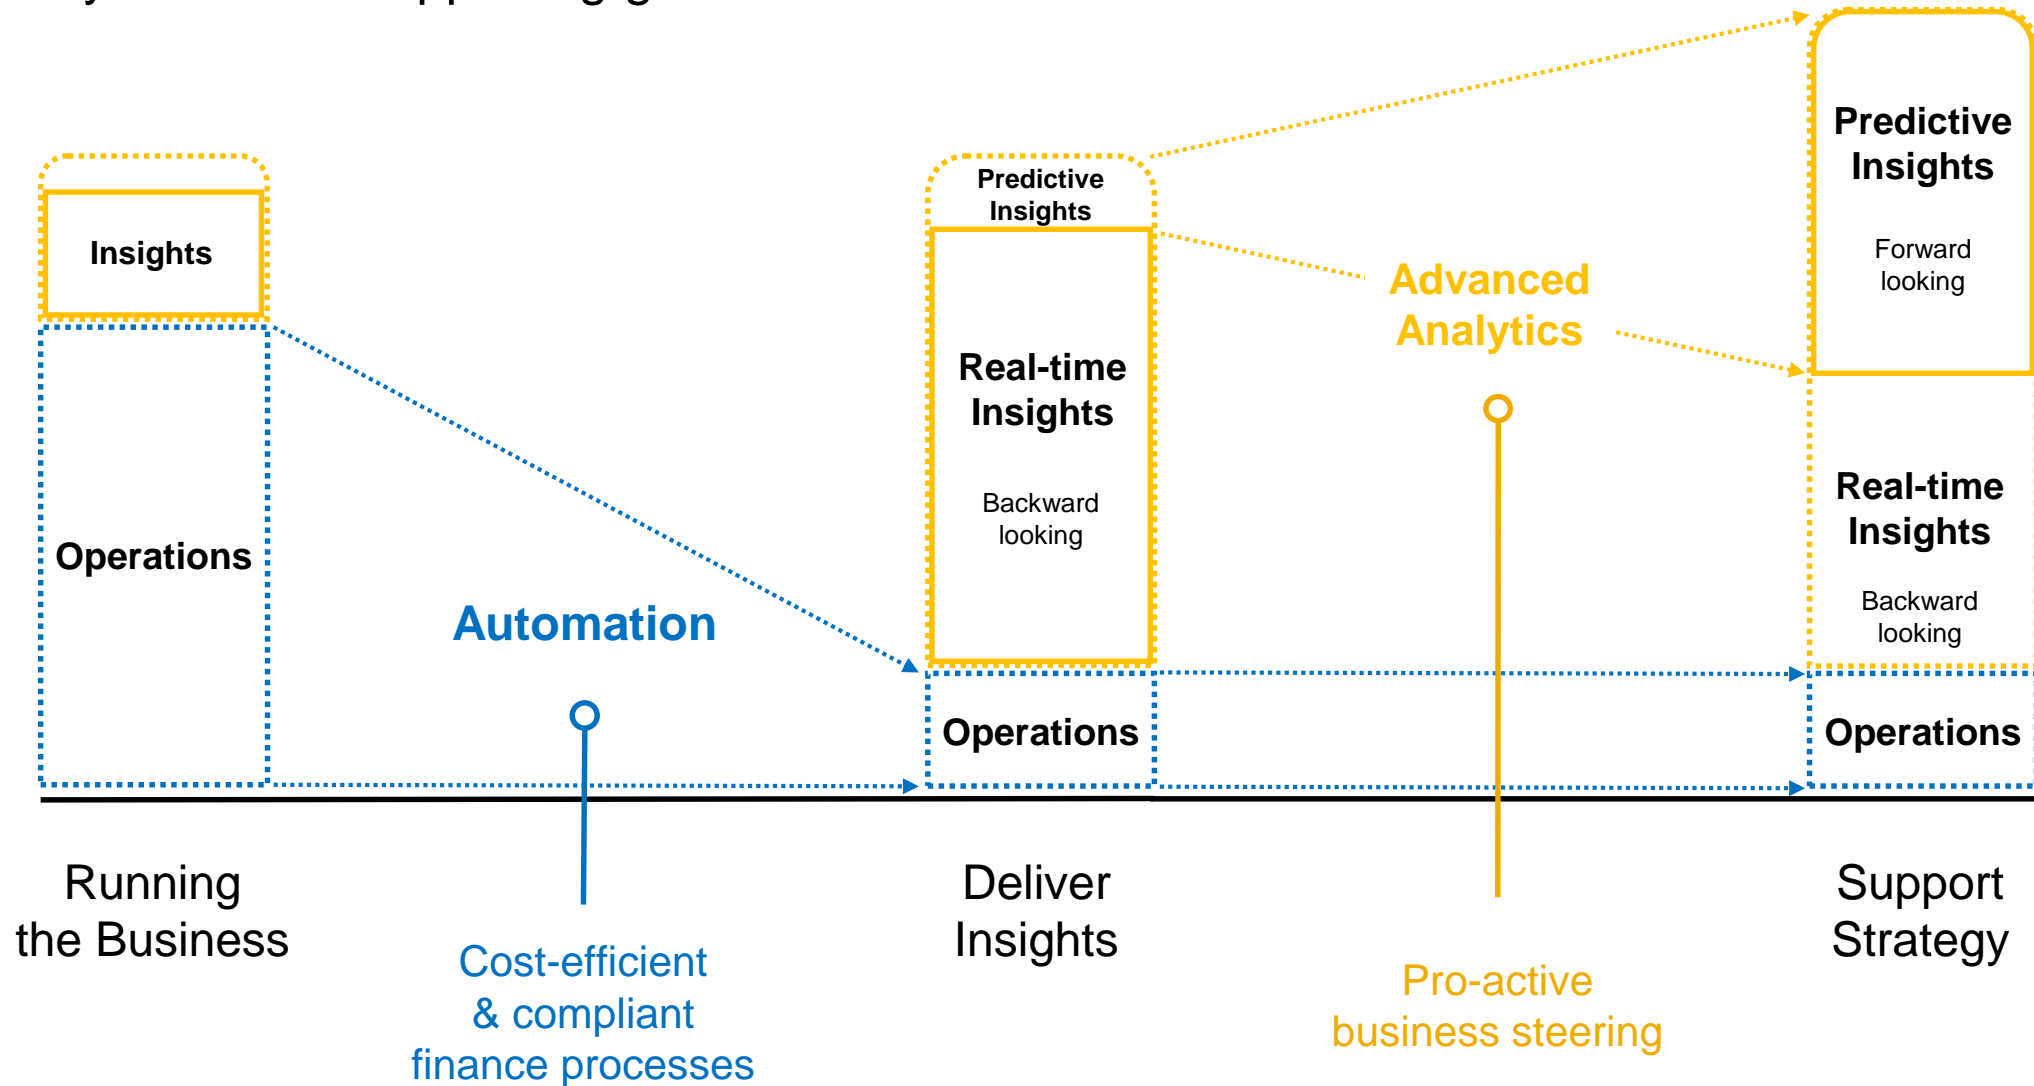 Insights
Operations
Automation
Predictive
Insights
Real-time
Insights
Backward
looking
Operations
Advanced
Analytics
Predictive
Insights
Forward
looking
Real-time
Insights
Backward
looking
Operations
Running
the Business
Cost-efficient
& compliant
finance processes
Deliver
Insights
Pro-active
business steering
Support
Strategy